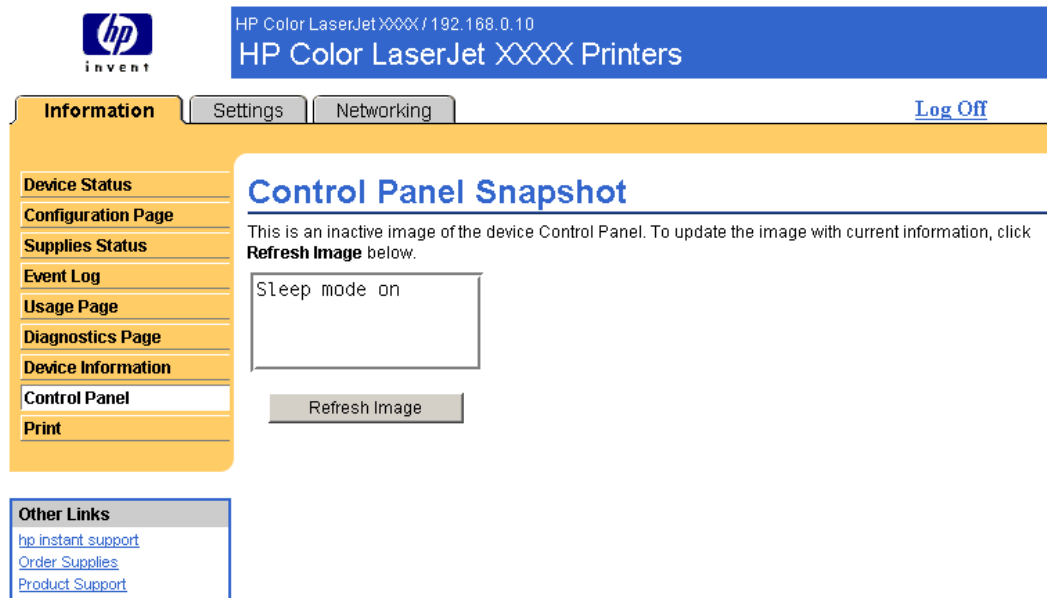 hp
invent
HP Color LaserJet XXXX / 192.168.0.10
HP Color LaserJet XXXX Printers
Information
Settings
Networking
Log Off
Device Status
Configuration Page
Supplies Status
Event Log
Usage Page
Diagnostics Page
Device Information
Control Panel
Print
Other Links
hp instant support
Order Supplies
Product Support
Control Panel Snapshot
This is an inactive image of the device Control Panel. To update the image with current information, click
Refresh Image below.
Sleep mode on
Refresh Image